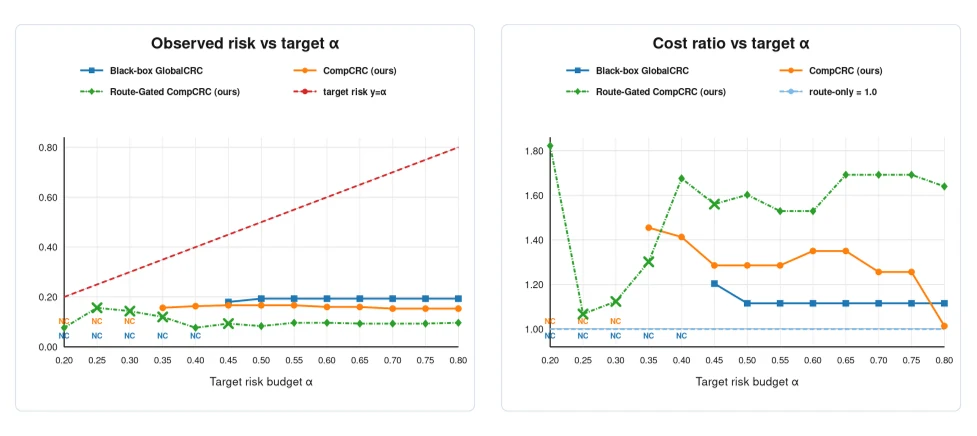 Observed risk vs target α
Black-box GlobalCRC
CompCRC (ours)
Route-Gated CompCRC (ours)
target risk y=α
0.80
0.60
0.40
0.20
0.00
NC NC NC
NC NC NC NC NC
0.20 0.25 0.30 0.35 0.40 0.45 0.50 0.55 0.60 0.65 0.70 0.75 0.80
Target risk budget α
Cost ratio vs target α
Black-box GlobalCRC
CompCRC (ours)
Route-Gated CompCRC (ours)
route-only = 1.0
1.80
1.60
1.40
1.20
1.00
NC NC NC
NC NC NC NC NC
0.20 0.25 0.30 0.35 0.40 0.45 0.50 0.55 0.60 0.65 0.70 0.75 0.80
Target risk budget α